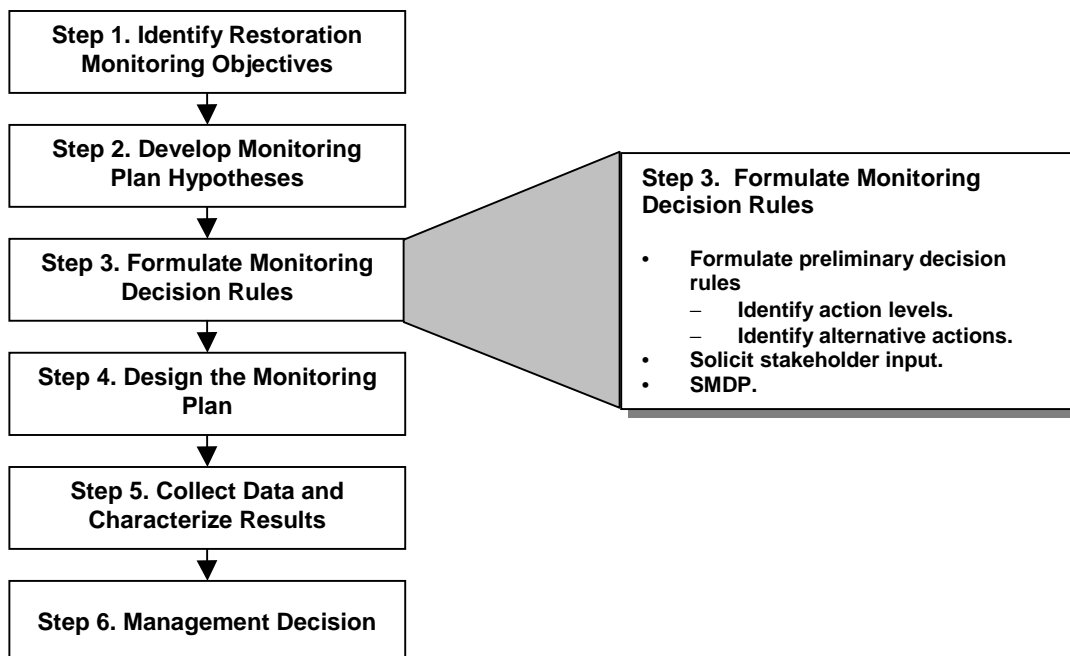 Step 1. Identify Restoration
Monitoring Objectives
Step 2. Develop Monitoring
Plan Hypotheses
Step 3. Formulate Monitoring
Decision Rules
Step 4. Design the Monitoring
Plan
Step 5. Collect Data and
Characterize Results
Step 6. Management Decision
Step 3.  Formulate Monitoring
Decision Rules
• Formulate preliminary decision
rules
– Identify action levels.
– Identify alternative actions.
• Solicit stakeholder input.
• SMDP.